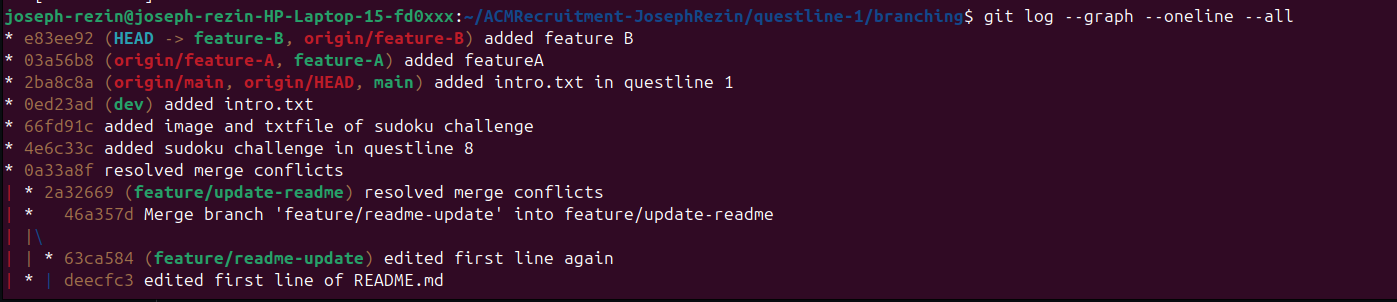 joseph-rezin@joseph-rezin-HP-Laptop-15-fd0xxx:~/ACMRecruitment-JosephRezin/questline-1/branching$ git log --graph --oneline --all
* e83ee92 (HEAD -> feature-B, origin/feature-B) added feature B
* 03a56b8 (origin/feature-A, feature-A) added featureA
* 2ba8c8a (origin/main, origin/HEAD, main) added intro.txt in questline 1
* 0ed23ad (dev) added intro.txt
* 66fd91c added image and txtfile of sudoku challenge
* 4e6c33c added sudoku challenge in questline 8
* 0a33a8f resolved merge conflicts
| * 2a32669 (feature/update-readme) resolved merge conflicts
| *   46a357d Merge branch 'feature/readme-update' into feature/update-readme
| |\
| | * 63ca584 (feature/readme-update) edited first line again
| * | deecfc3 edited first line of README.md